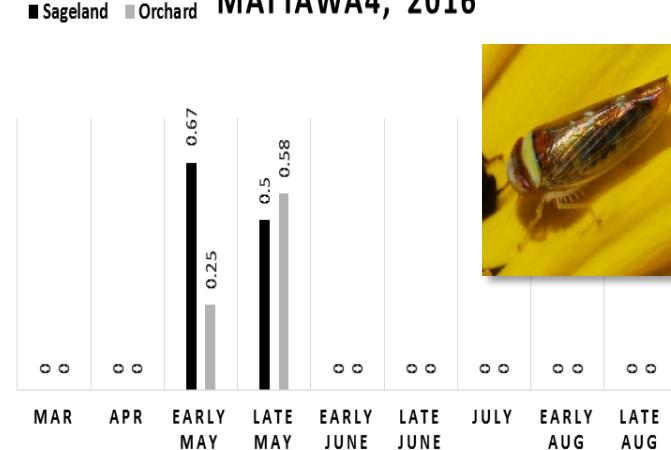 Sageland Orchard MATTAWA4, 2016
0.67
0.25
0.5
0.58
0 0 0 0 0 0 0 0 0 0 0 0 0 0
MAR APR EARLY MAY LATE MAY EARLY JUNE LATE JUNE JULY EARLY AUG LATE AUG